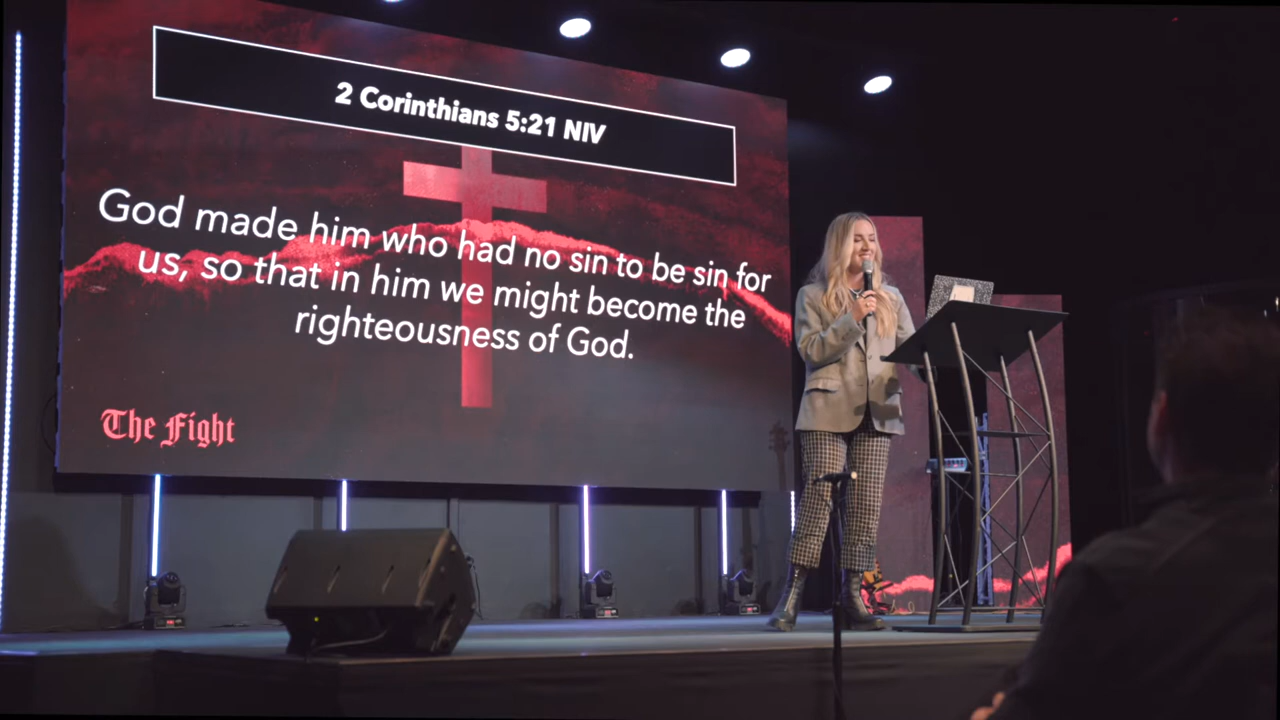 2 Corinthians 5:21 NIV
God made him who had no sin to be sin for
us, so that in him we might become the
righteousness of God.
The Fight